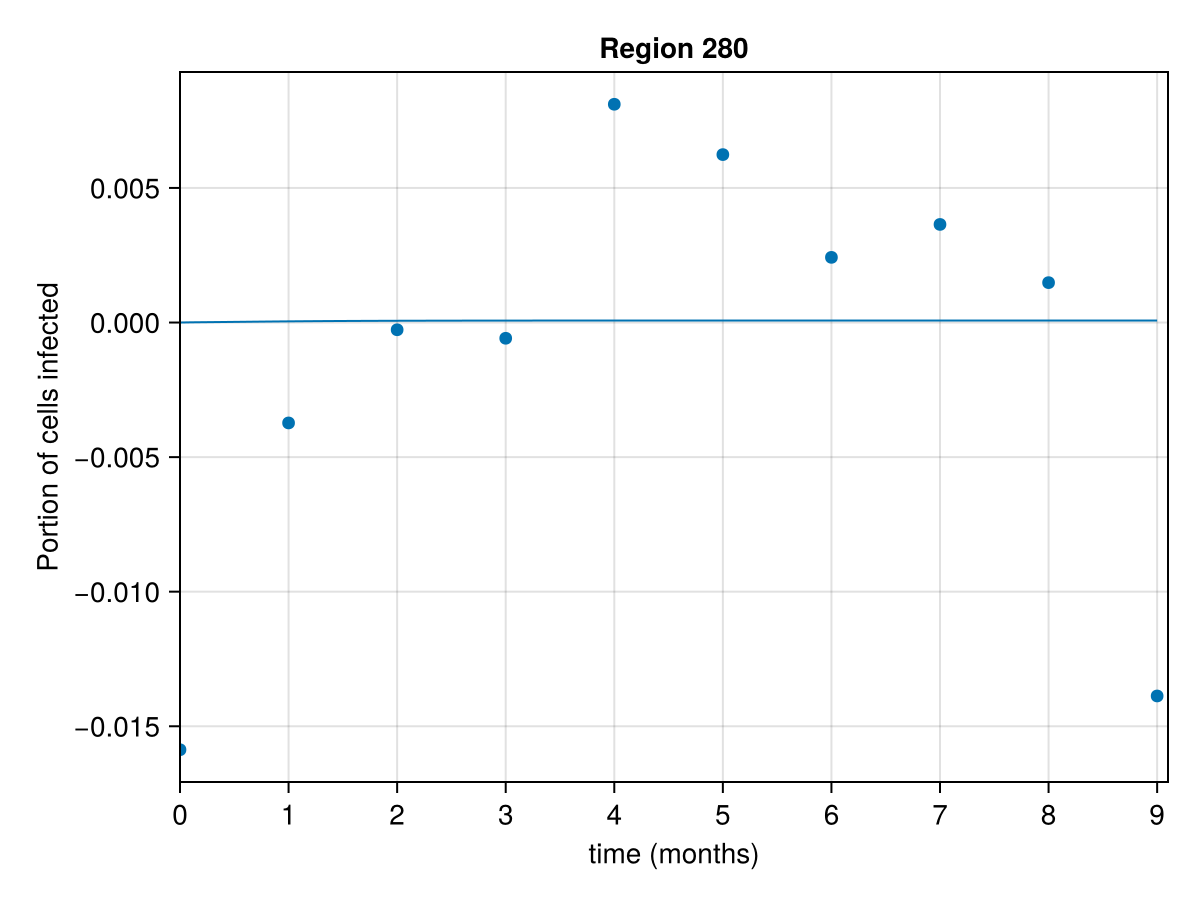 Region 280
Portion of cells infected
0.005
0.000
−0.005
−0.010
−0.015
0 1 2 3 4 5 6 7 8 9
time (months)